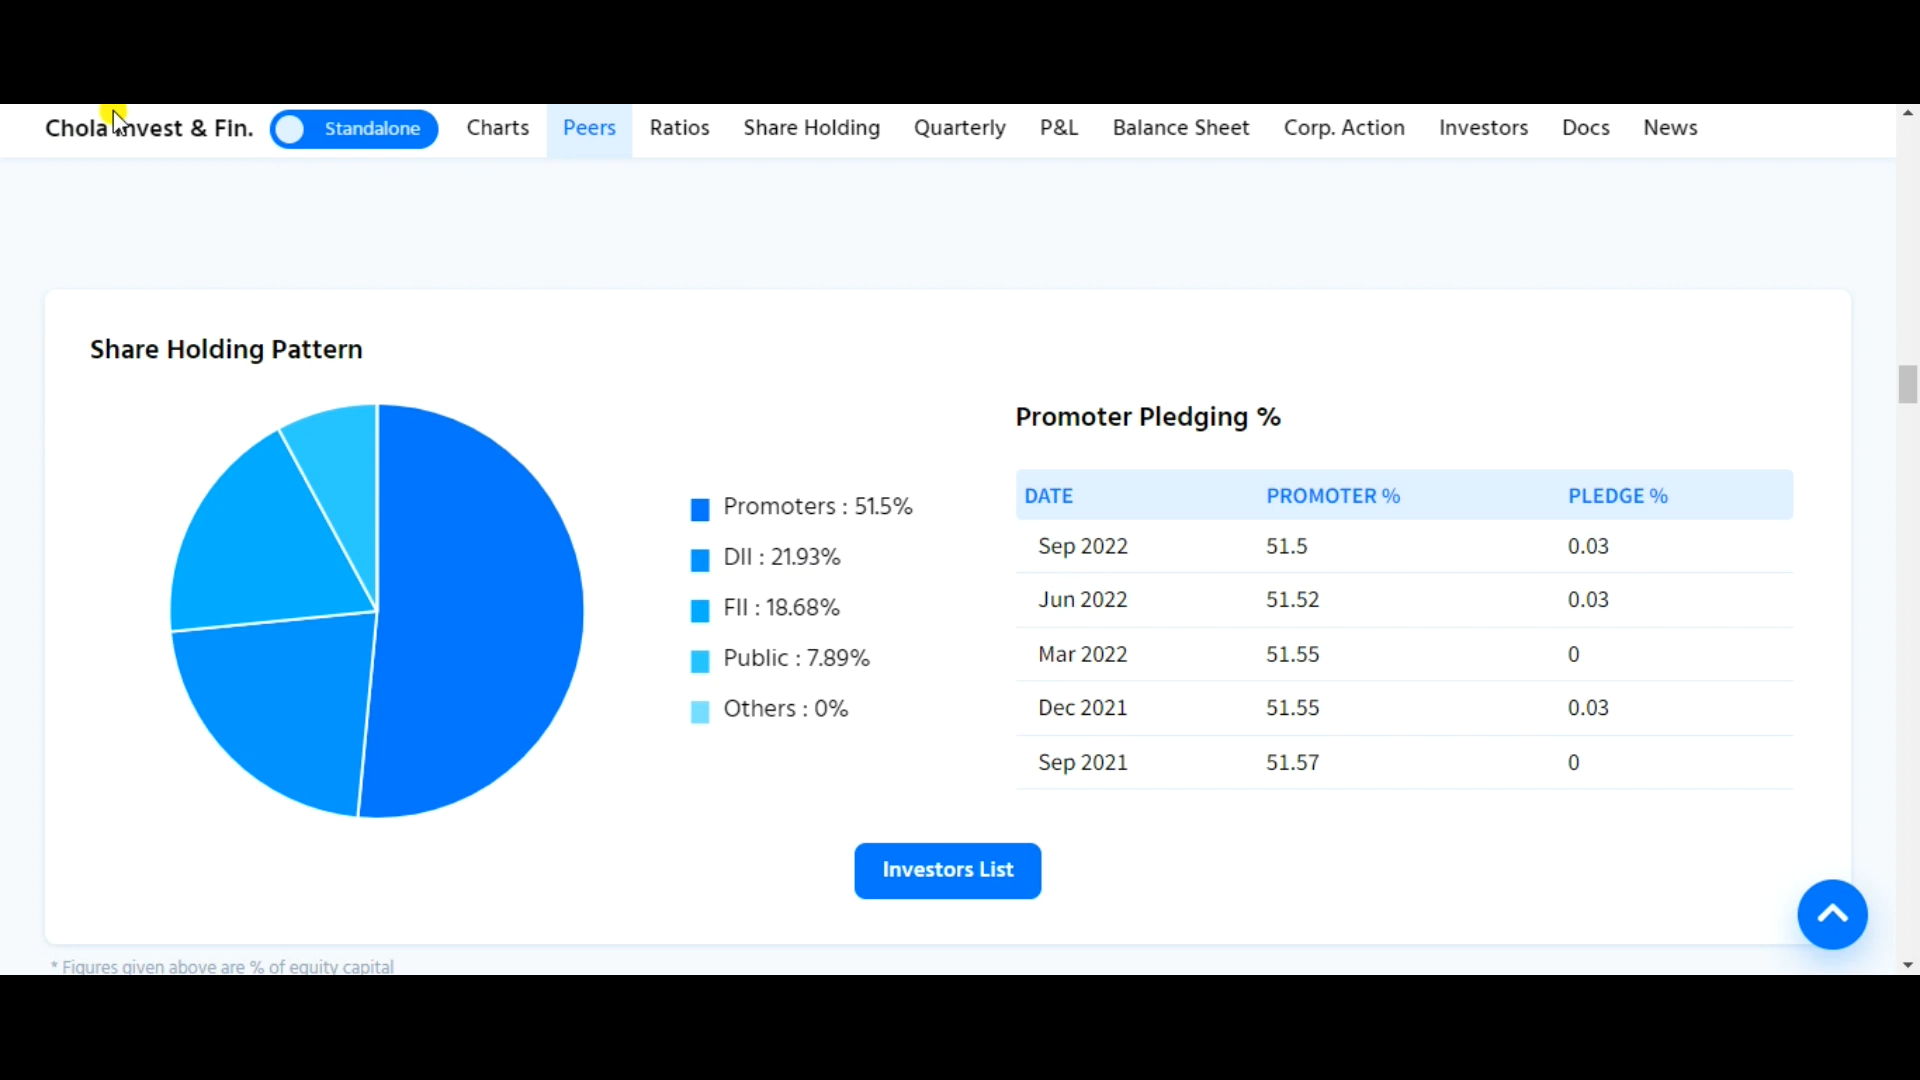 Chola Invest & Fin. Standalone Charts Peers Ratios Share Holding Quarterly P&L Balance Sheet Corp. Action Investors Docs News
Share Holding Pattern
Promoters : 51.5%
DII : 21.93%
FII : 18.68%
Public : 7.89%
Others : 0%
Promoter Pledging %
DATE PROMOTER % PLEDGE %
Sep 2022 51.5 0.03
Jun 2022 51.52 0.03
Mar 2022 51.55 0
Dec 2021 51.55 0.03
Sep 2021 51.57 0
Investors List
* Figures given above are % of equity capital